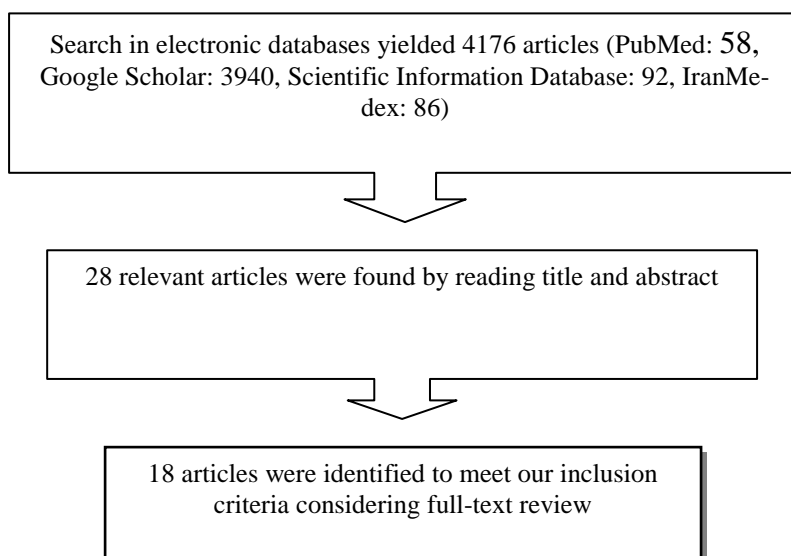 Search in electronic databases yielded 4176 articles (PubMed: 58,
Google Scholar: 3940, Scientific Information Database: 92, IranMe-
dex: 86)
28 relevant articles were found by reading title and abstract
18 articles were identified to meet our inclusion
criteria considering full-text review